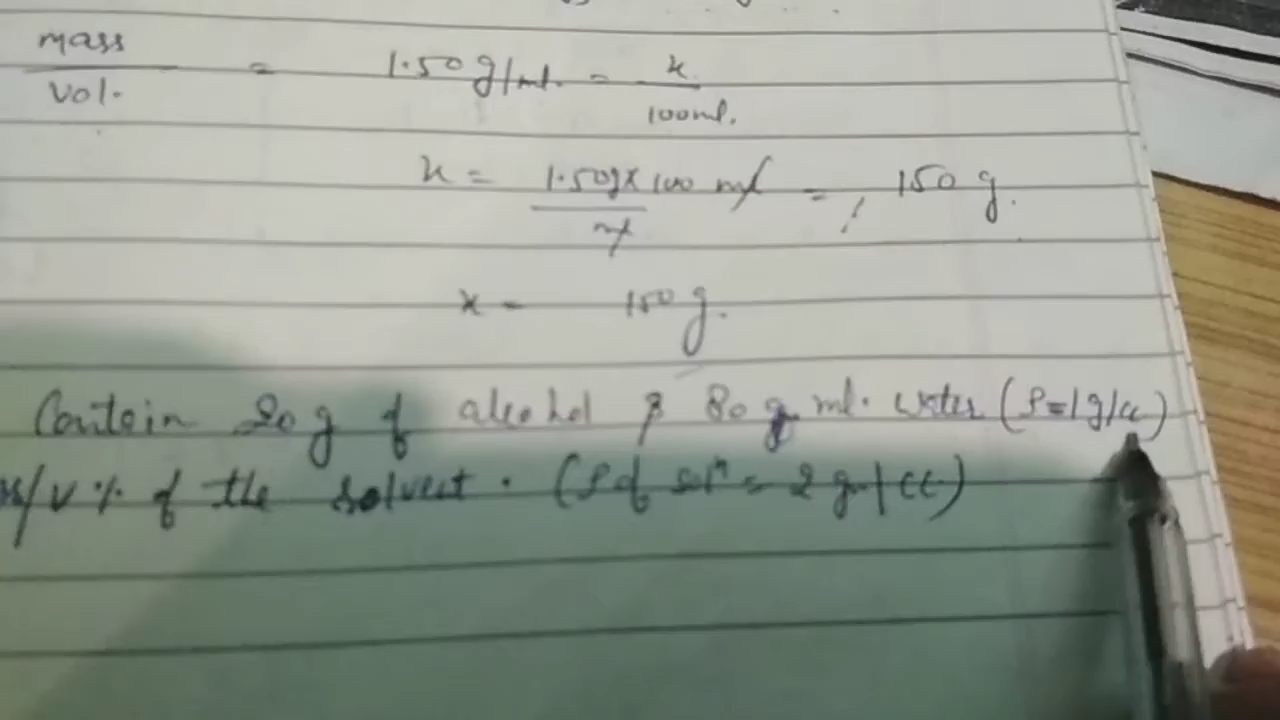 mass
vol.
= 1.50 g/ml. = x
100ml.
x = 1.50g x 100 ml = 150 g.
ml
x = 150 g.
Contain 20 g of alcohol & 80 g ml. water (ρ=1g/cc)
/V % of the solvent. (ρ of solⁿ = 2 gm/cc)